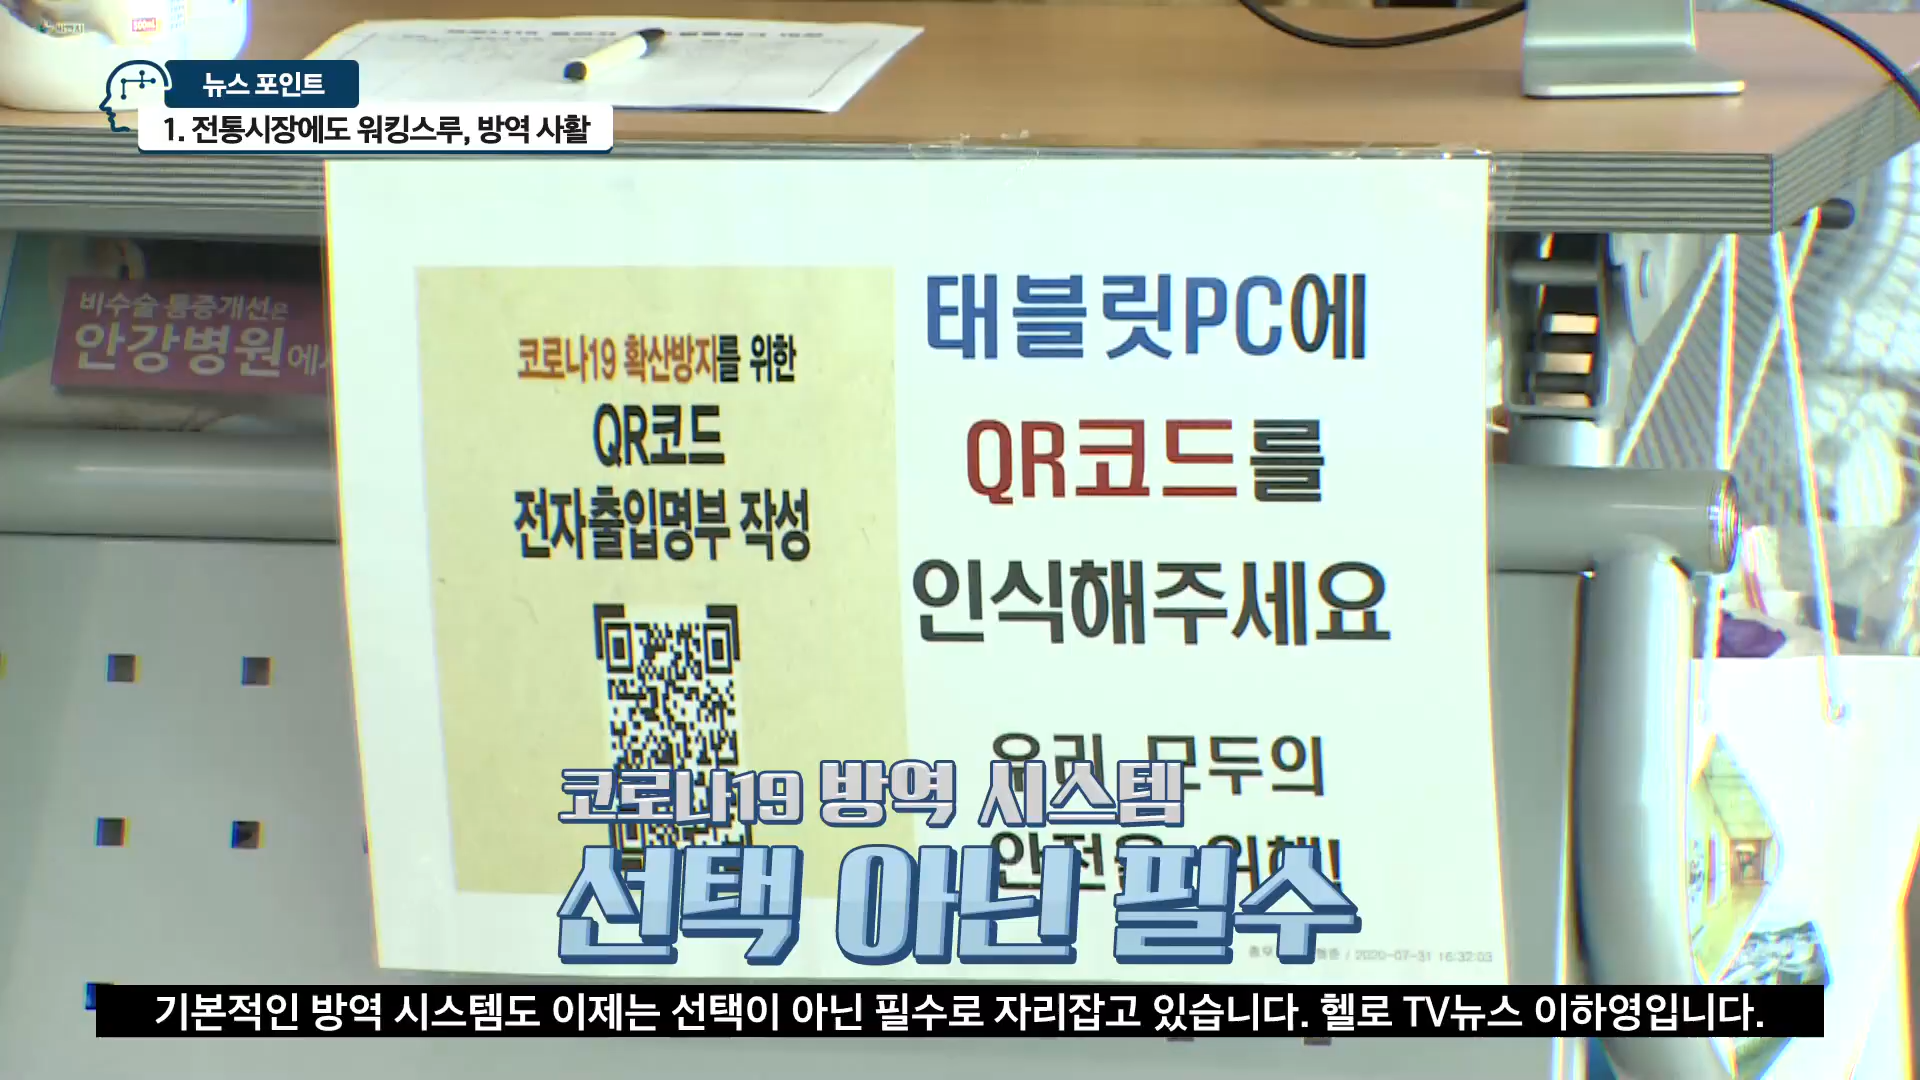 뉴스 포인트
1. 전통시장에도 워킹스루, 방역 사활
비수술 통증개선은
안강병원에서
코로나19 확산방지를 위한
QR코드
전자출입명부 작성
태블릿PC에
QR코드를
인식해주세요
우리 모두의
안전을 위해!
코로나19 방역 시스템
선택 아닌 필수
2020-07-31 16:32:03
기본적인 방역 시스템도 이제는 선택이 아닌 필수로 자리잡고 있습니다. 헬로 TV뉴스 이하영입니다.